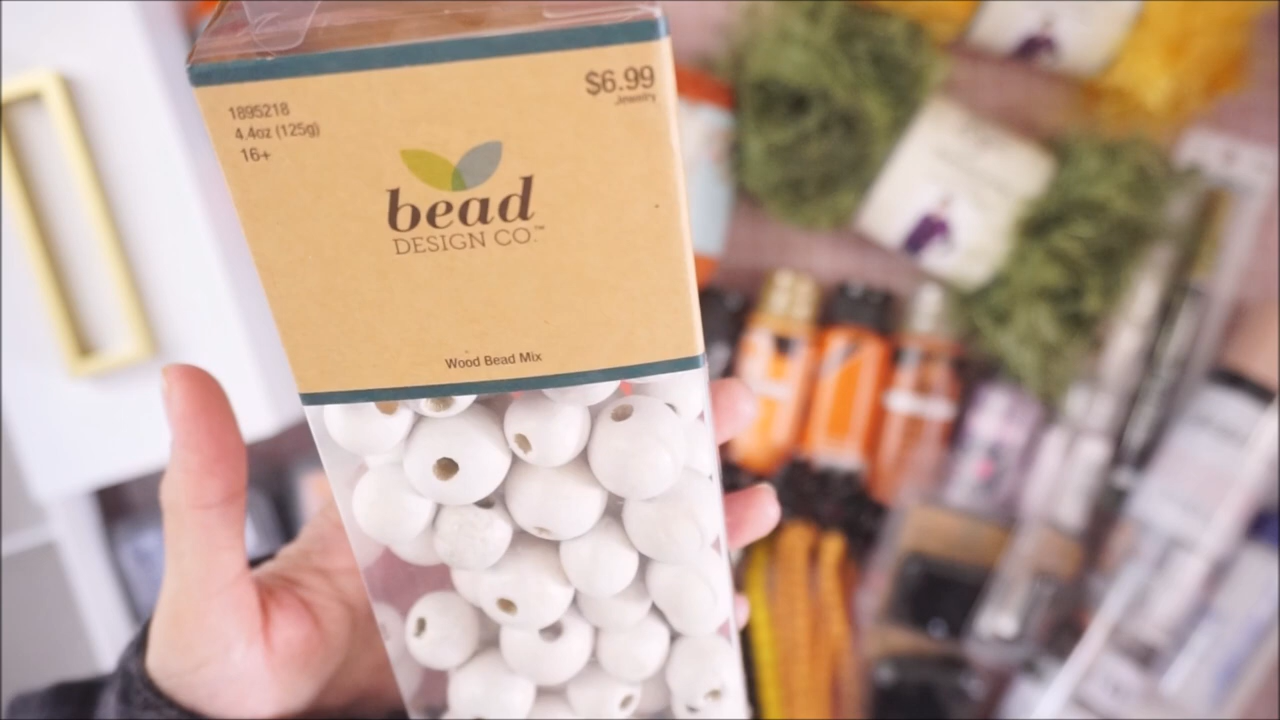 1895218
4.4oz (125g)
16+
$6.99
Jewelry
bead
DESIGN CO.™
Wood Bead Mix